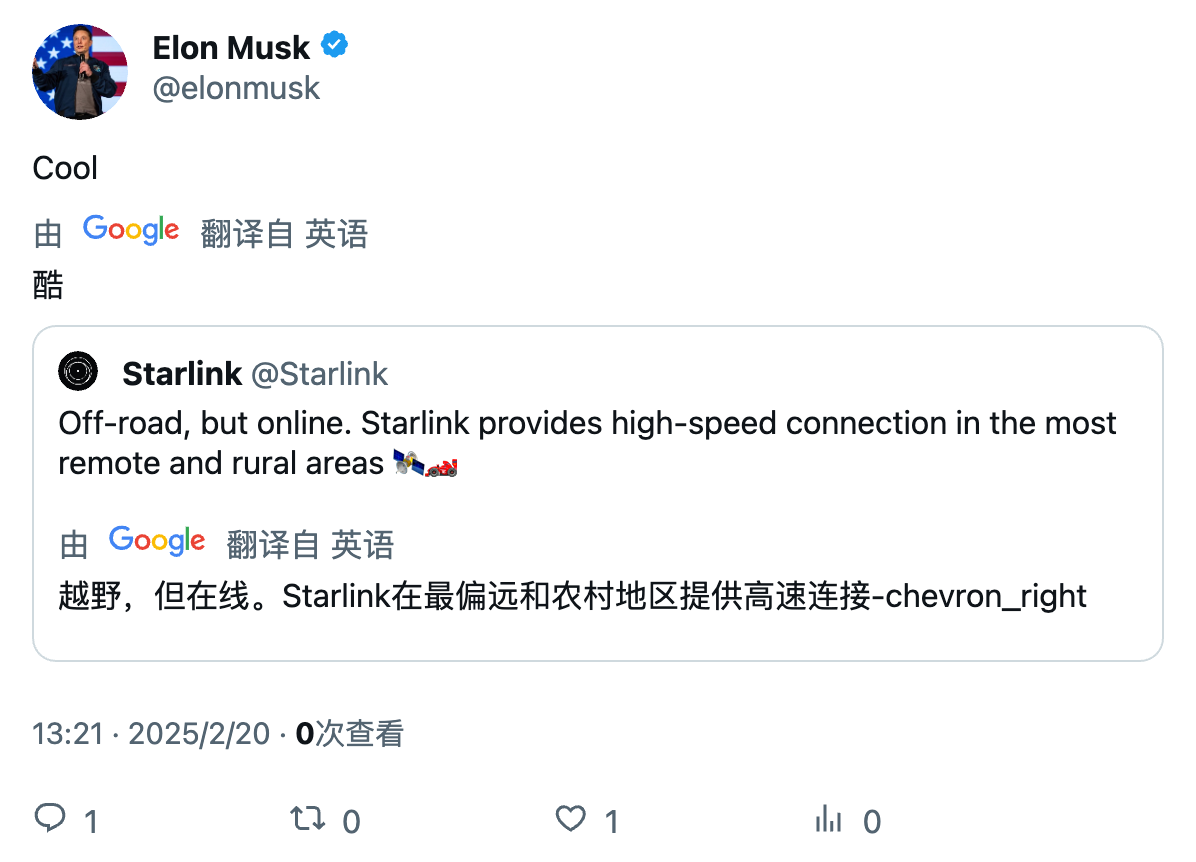 Elon Musk
@elonmusk
Cool
由 Google 翻译自 英语
酷
Starlink @Starlink
Off-road, but online. Starlink provides high-speed connection in the most
remote and rural areas 🛰️🏎️
由 Google 翻译自 英语
越野，但在线。Starlink在最偏远和农村地区提供高速连接-chevron_right
13:21 · 2025/2/20 · 0次查看
1 0 1 0